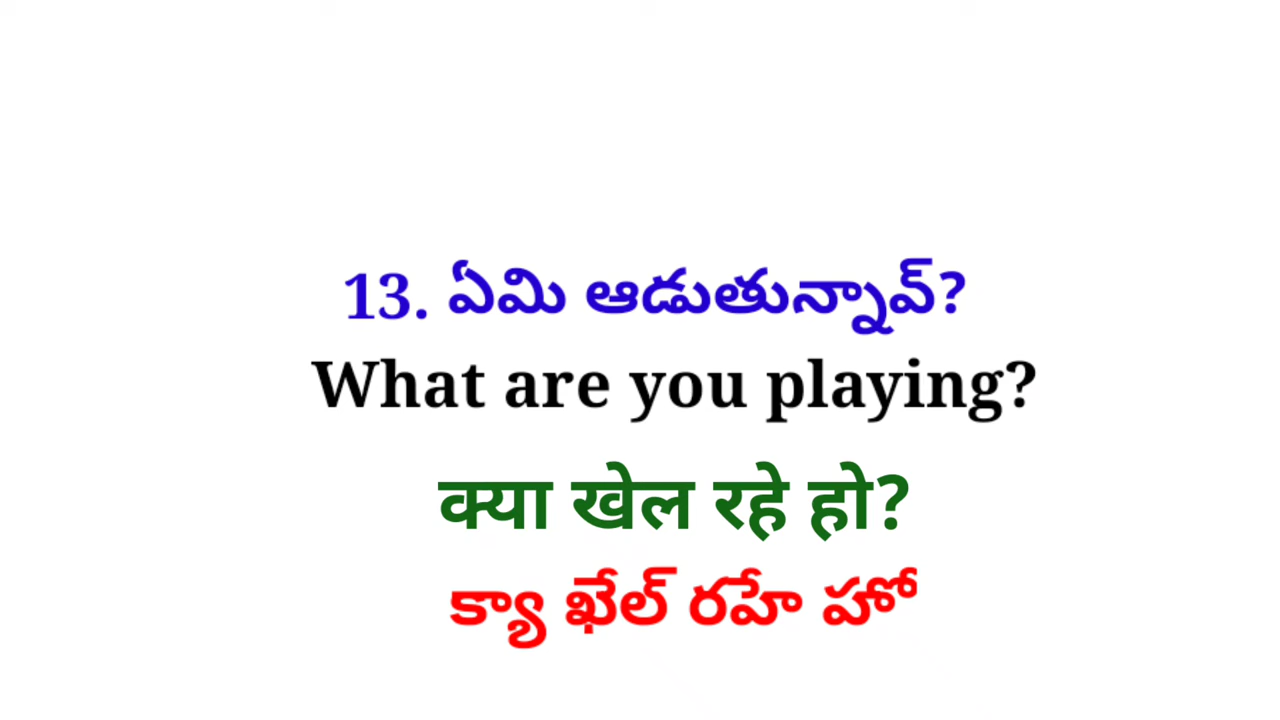 13. ఏమి ఆడుతున్నావ్?
What are you playing?
क्या खेल रहे हो?
క్యా ఖేల్ రహే హో